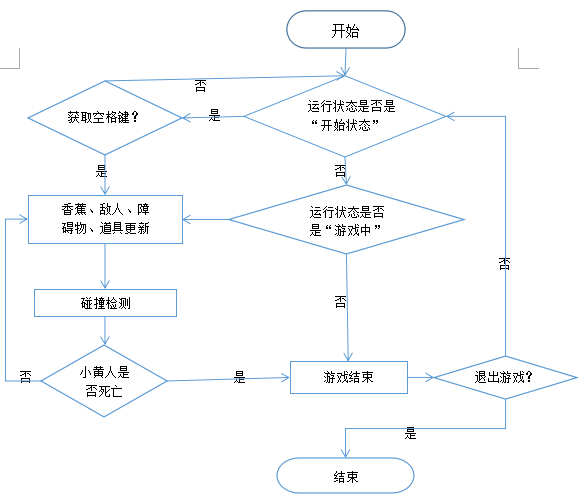 开始
否
运行状态是否是
“开始状态”
获取空格键？
是
否
是
香蕉、敌人、障
碍物、道具更新
运行状态是否
是“游戏中”
否
否
碰撞检测
小黄人是
否死亡
否
是
游戏结束
退出游戏？
是
结束